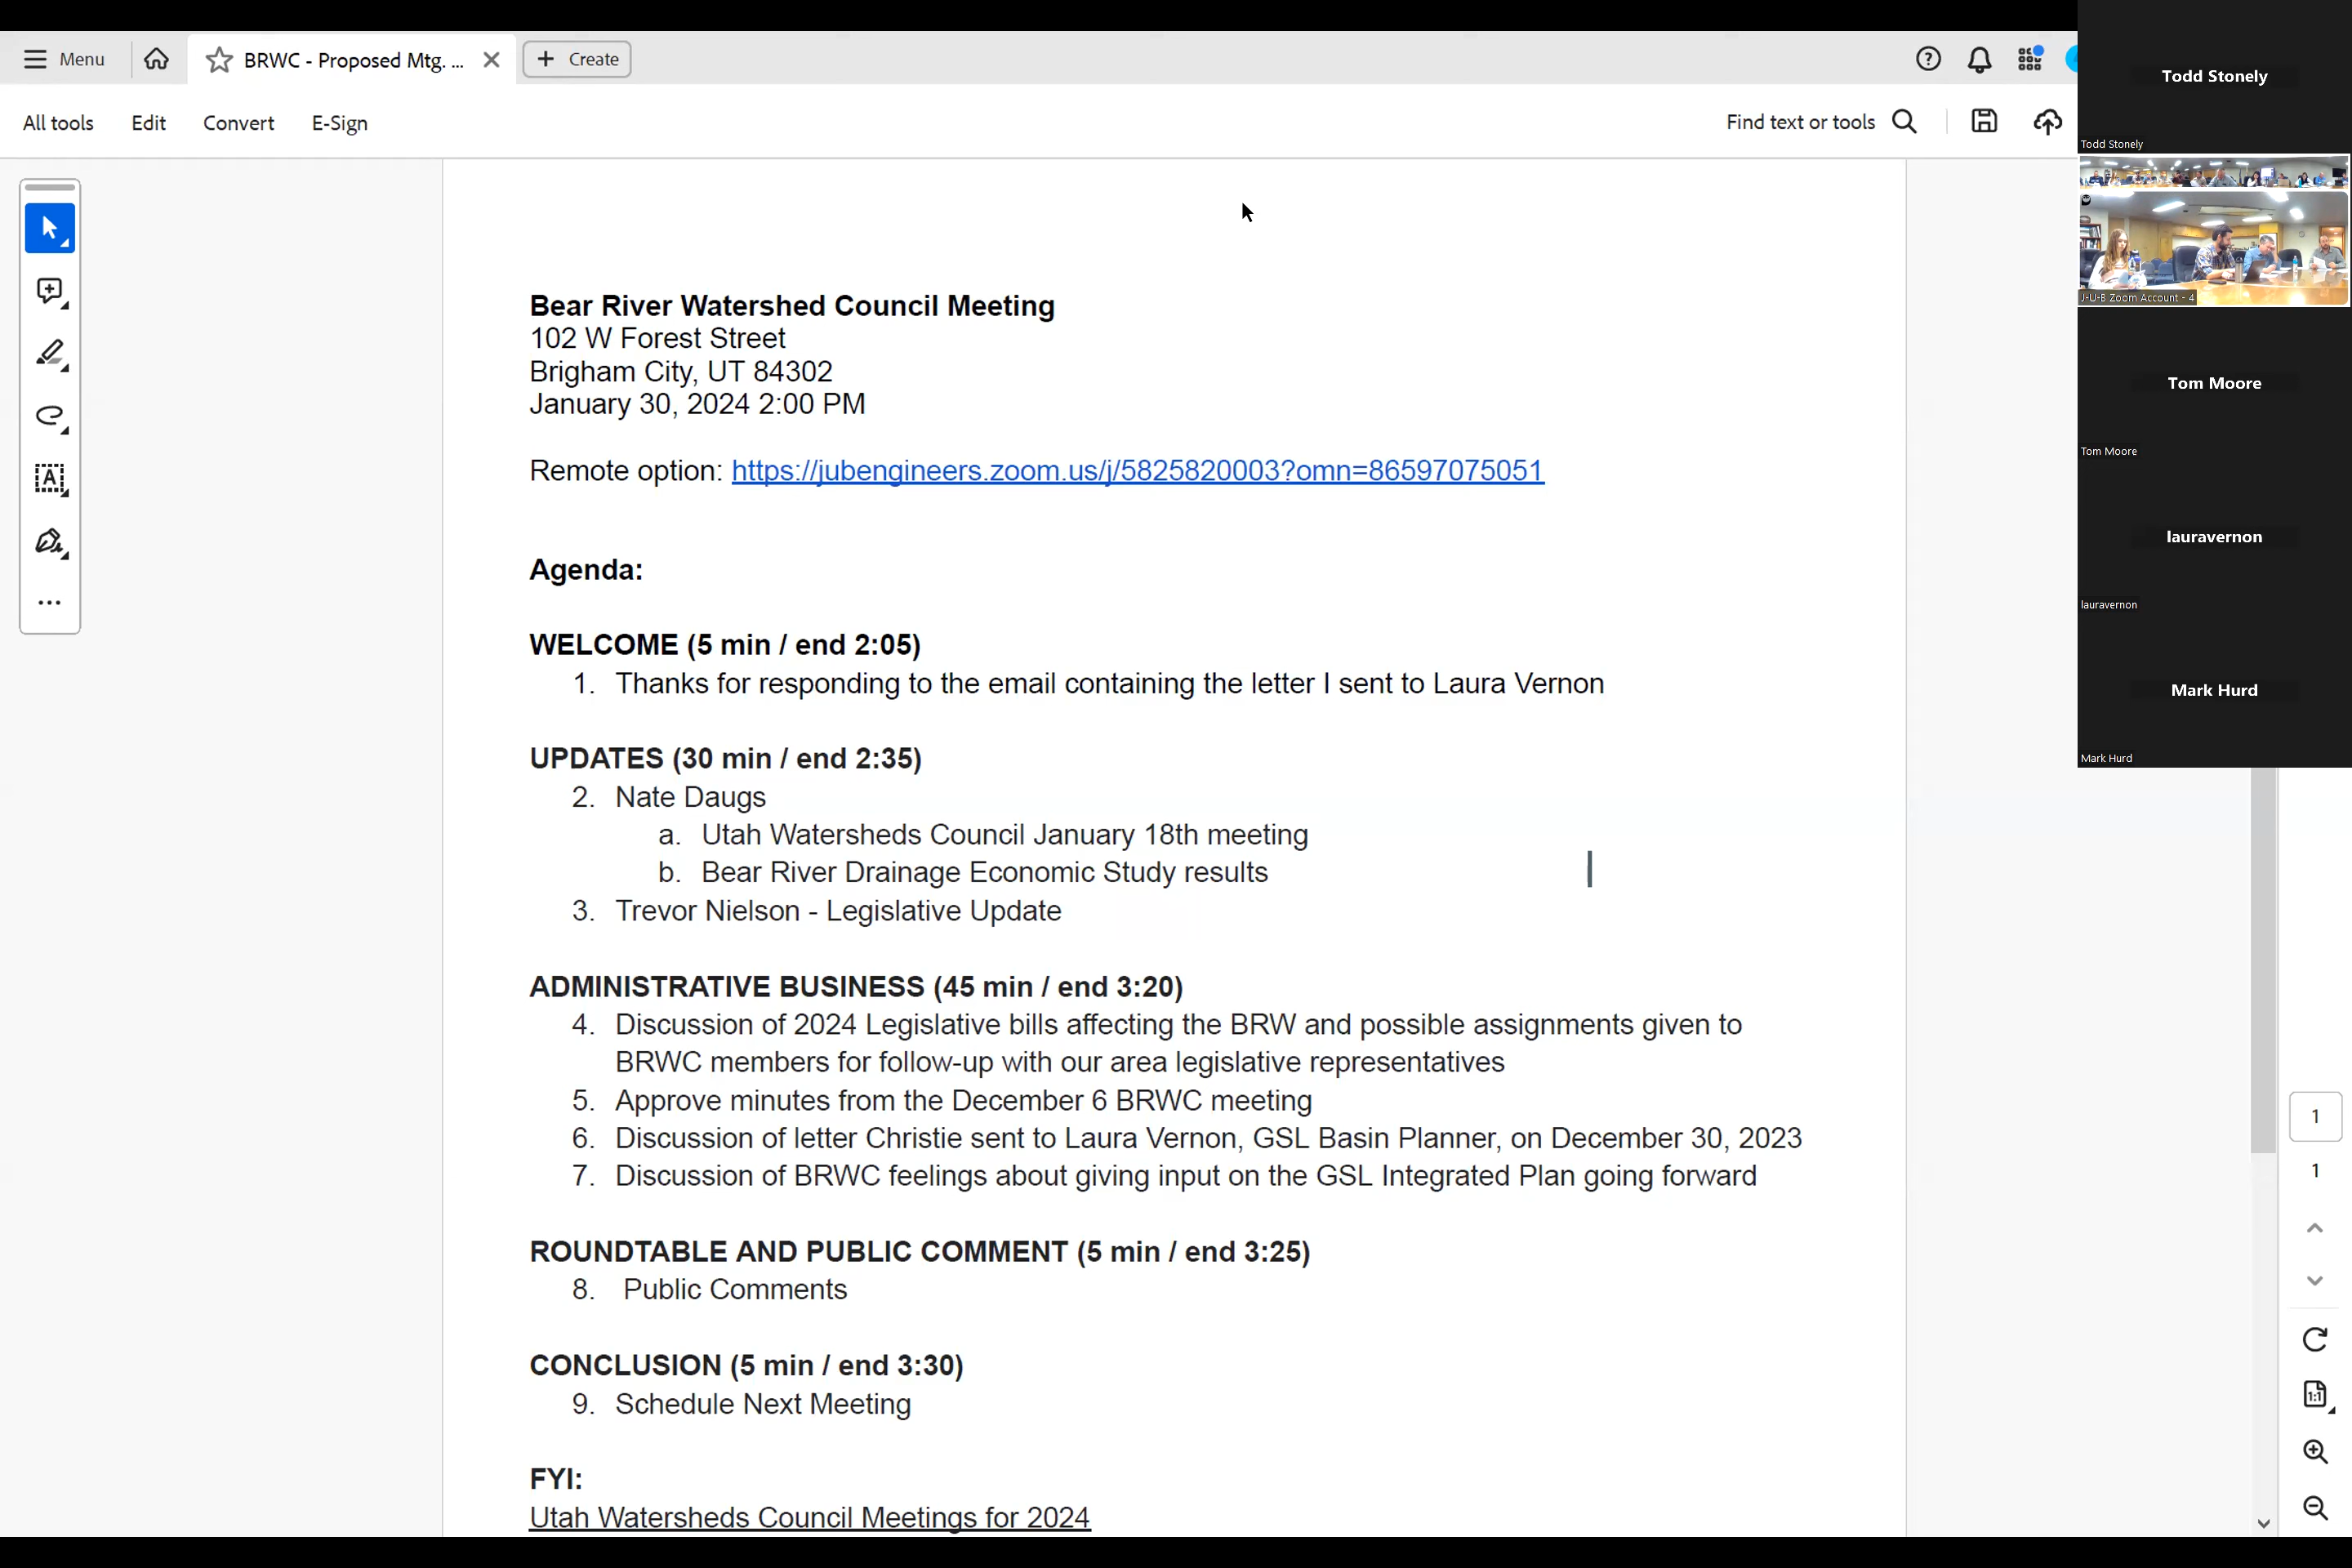 Menu
BRWC - Proposed Mtg. ...
Create
All tools
Edit
Convert
E-Sign
Find text or tools
Bear River Watershed Council Meeting
102 W Forest Street
Brigham City, UT 84302
January 30, 2024 2:00 PM
Remote option: https://jubengineers.zoom.us/j/5825820003?omn=86597075051
Agenda:
WELCOME (5 min / end 2:05)
1. Thanks for responding to the email containing the letter I sent to Laura Vernon
UPDATES (30 min / end 2:35)
2. Nate Daugs
a. Utah Watersheds Council January 18th meeting
b. Bear River Drainage Economic Study results
3. Trevor Nielson - Legislative Update
ADMINISTRATIVE BUSINESS (45 min / end 3:20)
4. Discussion of 2024 Legislative bills affecting the BRW and possible assignments given to
BRWC members for follow-up with our area legislative representatives
5. Approve minutes from the December 6 BRWC meeting
6. Discussion of letter Christie sent to Laura Vernon, GSL Basin Planner, on December 30, 2023
7. Discussion of BRWC feelings about giving input on the GSL Integrated Plan going forward
ROUNDTABLE AND PUBLIC COMMENT (5 min / end 3:25)
8. Public Comments
CONCLUSION (5 min / end 3:30)
9. Schedule Next Meeting
FYI:
Utah Watersheds Council Meetings for 2024
Todd Stonely
Todd Stonely
J-U-B Zoom Account - 4
Tom Moore
Tom Moore
lauravernon
lauravernon
Mark Hurd
Mark Hurd
1
1
1:1